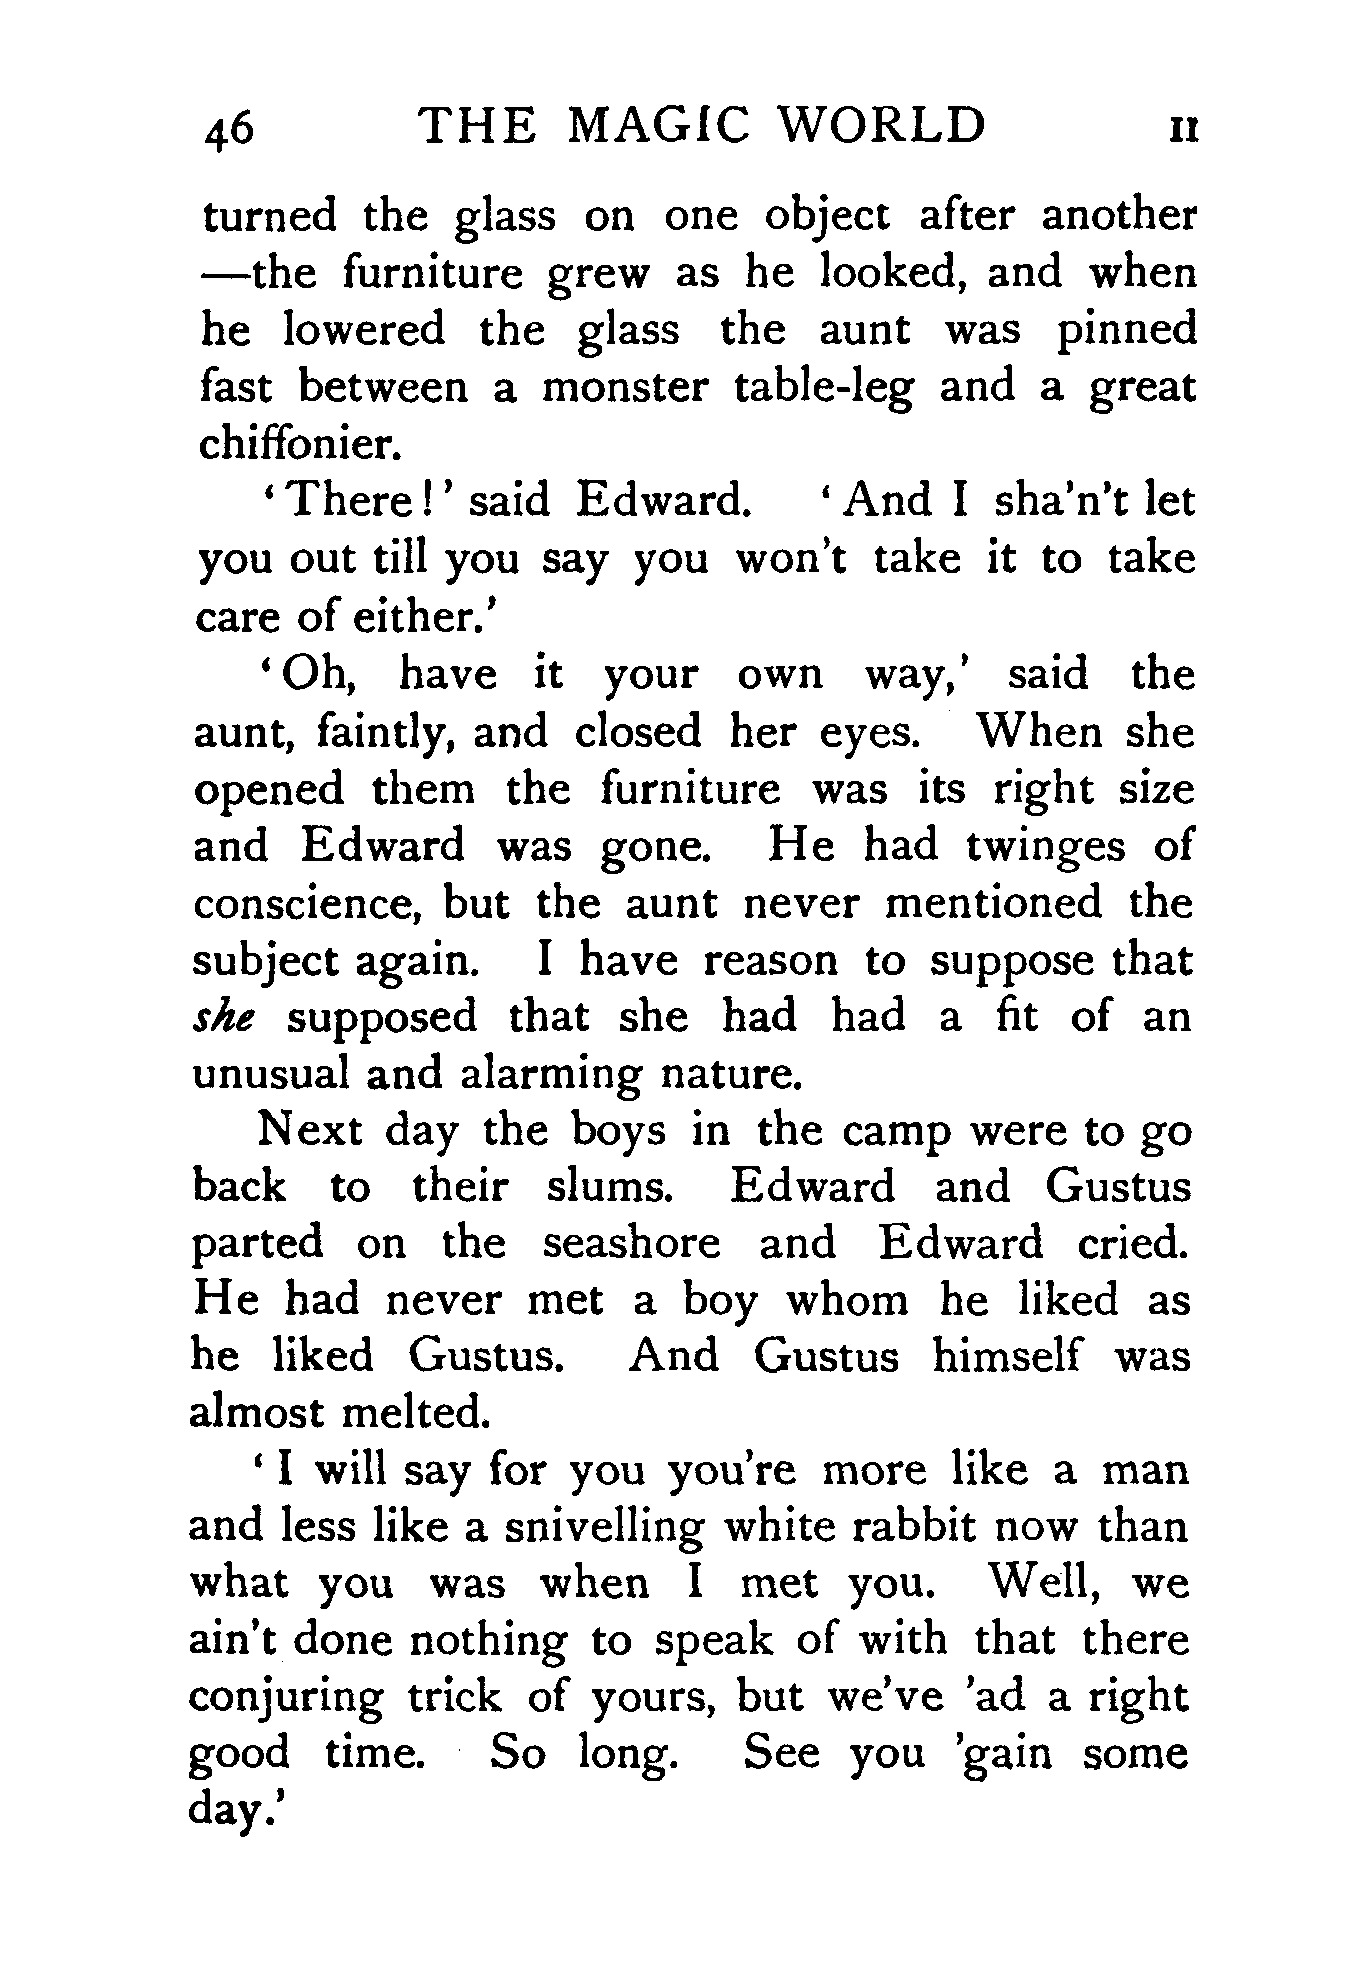 46 THE MAGIC WORLD II
turned the glass on one object after another
—the furniture grew as he looked, and when
he lowered the glass the aunt was pinned
fast between a monster table-leg and a great
chiffonier.
‘There!’ said Edward. ‘And I sha’n’t let
you out till you say you won’t take it to take
care of either.’
‘Oh, have it your own way,’ said the
aunt, faintly, and closed her eyes. When she
opened them the furniture was its right size
and Edward was gone. He had twinges of
conscience, but the aunt never mentioned the
subject again. I have reason to suppose that
she supposed that she had had a fit of an
unusual and alarming nature.
Next day the boys in the camp were to go
back to their slums. Edward and Gustus
parted on the seashore and Edward cried.
He had never met a boy whom he liked as
he liked Gustus. And Gustus himself was
almost melted.
‘I will say for you you’re more like a man
and less like a snivelling white rabbit now than
what you was when I met you. Well, we
ain’t done nothing to speak of with that there
conjuring trick of yours, but we’ve ’ad a right
good time. So long. See you ’gain some
day.’